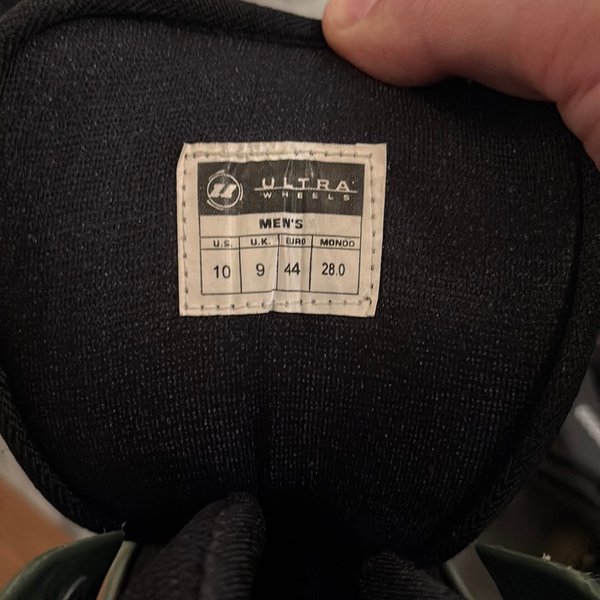 ULTRA
WHEELS
MEN'S
U.S. U.K. EURO MONDO
10 9 44 28.0